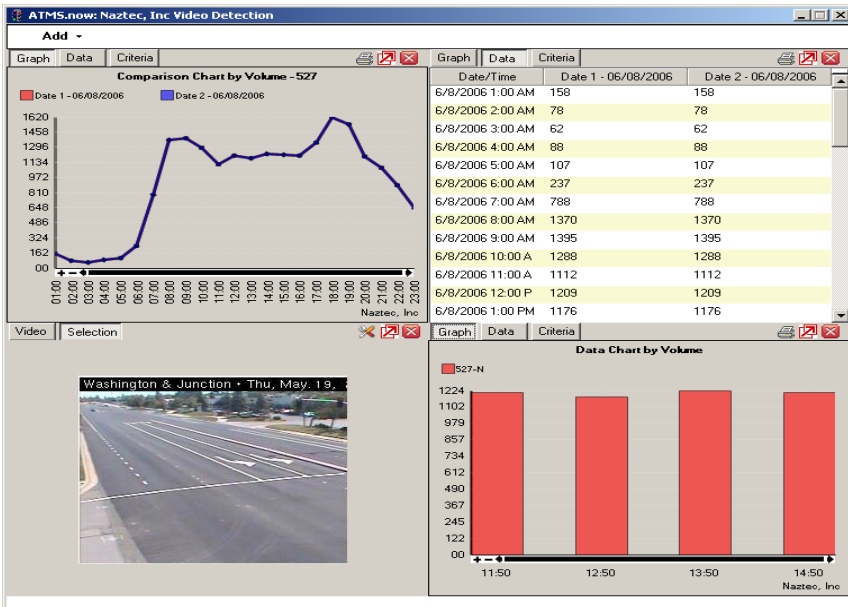 ATMS.now: Naztec, Inc Video Detection
Add
Graph Data Criteria
Comparison Chart by Volume - 527
Date 1 - 06/08/2006 Date 2 - 06/08/2006
1620
1458
1296
1134
972
810
648
486
324
162
00
01:00 02:00 03:00 04:00 05:00 06:00 07:00 08:00 09:00 10:00 11:00 12:00 13:00 14:00 15:00 16:00 17:00 18:00 19:00 20:00 21:00 22:00 23:00
Naztec, Inc
Graph Data Criteria
Date/Time Date 1 - 06/08/2006 Date 2 - 06/08/2006
6/8/2006 1:00 AM 158 158
6/8/2006 2:00 AM 78 78
6/8/2006 3:00 AM 62 62
6/8/2006 4:00 AM 88 88
6/8/2006 5:00 AM 107 107
6/8/2006 6:00 AM 237 237
6/8/2006 7:00 AM 788 788
6/8/2006 8:00 AM 1370 1370
6/8/2006 9:00 AM 1395 1395
6/8/2006 10:00 A 1288 1288
6/8/2006 11:00 A 1112 1112
6/8/2006 12:00 P 1209 1209
6/8/2006 1:00 PM 1176 1176
Video Selection
Washington & Junction • Thu, May. 19,
Graph Data Criteria
Data Chart by Volume
527-N
1224
1102
979
857
734
612
490
367
245
122
00
11:50 12:50 13:50 14:50
Naztec, Inc